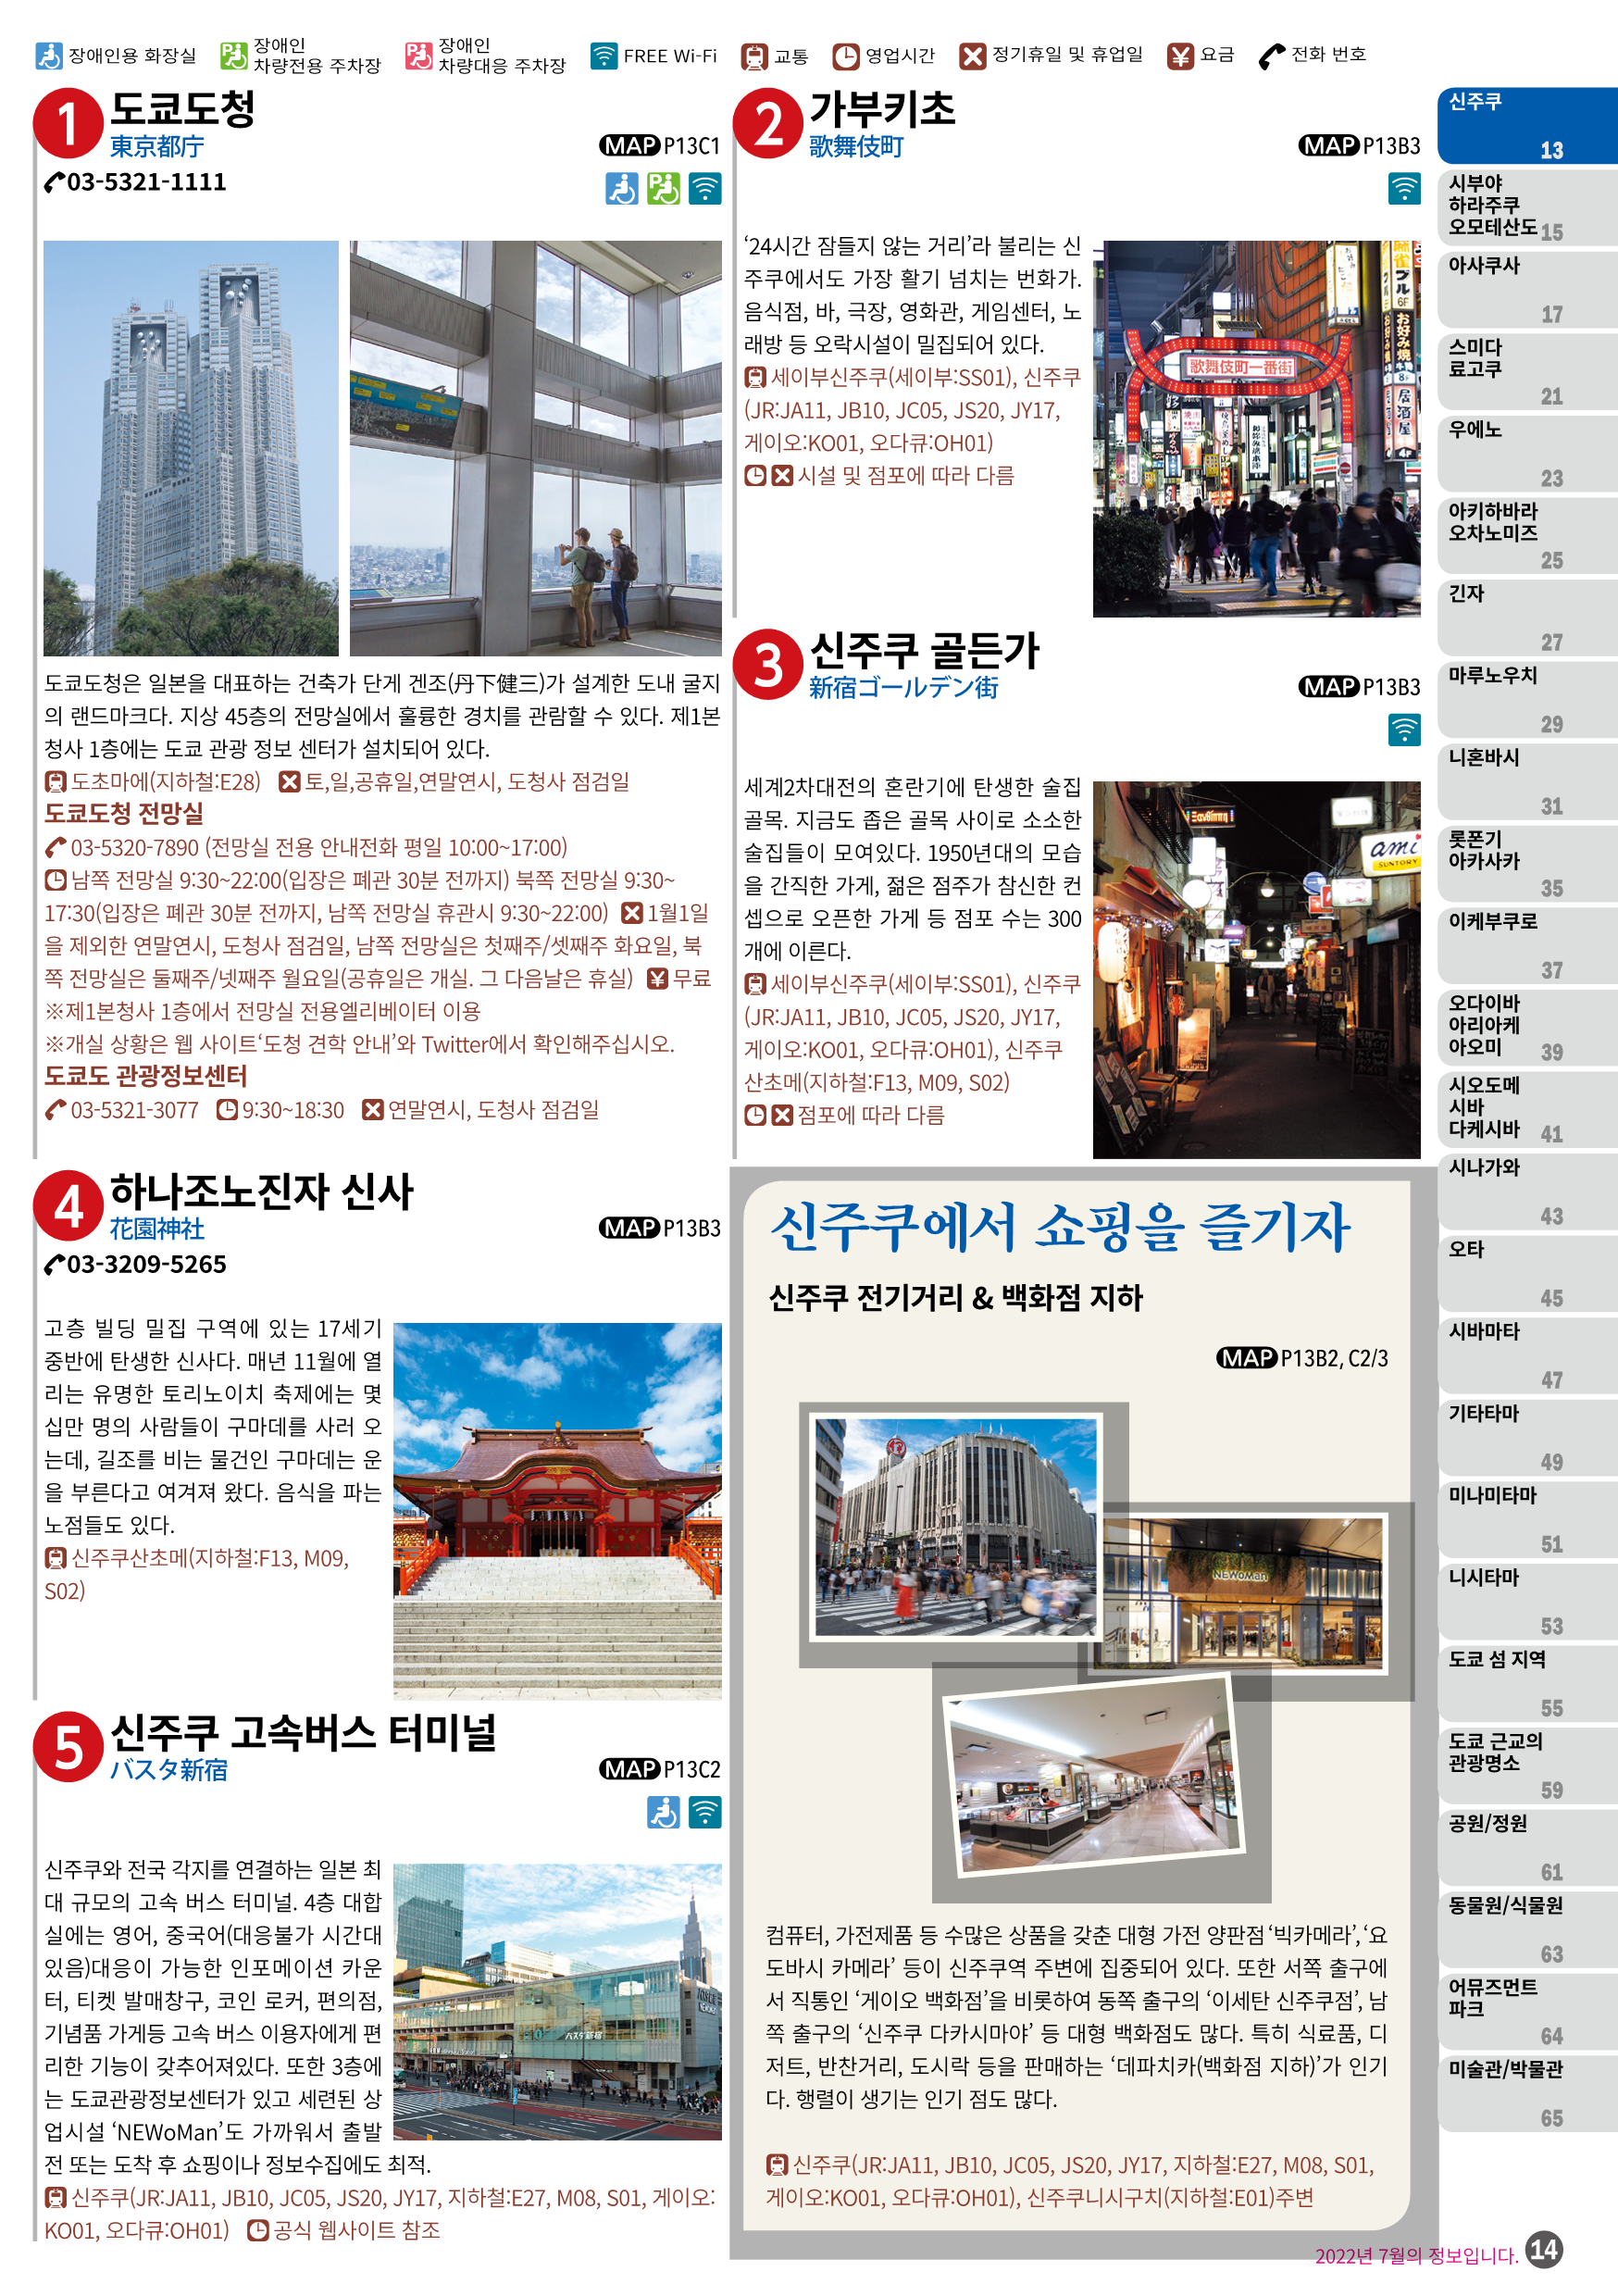 장애인용 화장실
장애인
차량전용 주차장
장애인
차량대응 주차장
FREE Wi-Fi
교통
영업시간
정기휴일 및 휴업일
요금
전화 번호
1 도쿄도청
東京都庁
MAP P13C1
03-5321-1111
도쿄도청은 일본을 대표하는 건축가 단게 겐조(丹下健三)가 설계한 도내 굴지
의 랜드마크다. 지상 45층의 전망실에서 훌륭한 경치를 관람할 수 있다. 제1본
청사 1층에는 도쿄 관광 정보 센터가 설치되어 있다.
도초마에(지하철:E28) 토,일,공휴일,연말연시, 도청사 점검일
도쿄도청 전망실
03-5320-7890 (전망실 전용 안내전화 평일 10:00~17:00)
남쪽 전망실 9:30~22:00(입장은 폐관 30분 전까지) 북쪽 전망실 9:30~
17:30(입장은 폐관 30분 전까지, 남쪽 전망실 휴관시 9:30~22:00) 1월1일
을 제외한 연말연시, 도청사 점검일, 남쪽 전망실은 첫째주/셋째주 화요일, 북
쪽 전망실은 둘째주/넷째주 월요일(공휴일은 개실. 그 다음날은 휴실) ¥ 무료
※제1본청사 1층에서 전망실 전용엘리베이터 이용
※개실 상황은 웹 사이트‘도청 견학 안내’와 Twitter에서 확인해주십시오.
도쿄도 관광정보센터
03-5321-3077 9:30~18:30 연말연시, 도청사 점검일
2 가부키초
歌舞伎町
MAP P13B3
‘24시간 잠들지 않는 거리’라 불리는 신
주쿠에서도 가장 활기 넘치는 번화가.
음식점, 바, 극장, 영화관, 게임센터, 노
래방 등 오락시설이 밀집되어 있다.
세이부신주쿠(세이부:SS01), 신주쿠
(JR:JA11, JB10, JC05, JS20, JY17,
게이오:KO01, 오다큐:OH01)
시설 및 점포에 따라 다름
歌舞伎町一番街
お好み焼
居酒屋
3 신주쿠 골든가
新宿ゴールデン街
MAP P13B3
세계2차대전의 혼란기에 탄생한 술집
골목. 지금도 좁은 골목 사이로 소소한
술집들이 모여있다. 1950년대의 모습
을 간직한 가게, 젊은 점주가 참신한 컨
셉으로 오픈한 가게 등 점포 수는 300
개에 이른다.
세이부신주쿠(세이부:SS01), 신주쿠
(JR:JA11, JB10, JC05, JS20, JY17,
게이오:KO01, 오다큐:OH01), 신주쿠
산초메(지하철:F13, M09, S02)
점포에 따라 다름
ami
SUNTORY
4 하나조노진자 신사
花園神社
MAP P13B3
03-3209-5265
고층 빌딩 밀집 구역에 있는 17세기
중반에 탄생한 신사다. 매년 11월에 열
리는 유명한 토리노이치 축제에는 몇
십만 명의 사람들이 구마데를 사러 오
는데, 길조를 비는 물건인 구마데는 운
을 부른다고 여겨져 왔다. 음식을 파는
노점들도 있다.
신주쿠산초메(지하철:F13, M09,
S02)
5 신주쿠 고속버스 터미널
バスタ新宿
MAP P13C2
신주쿠와 전국 각지를 연결하는 일본 최
대 규모의 고속 버스 터미널. 4층 대합
실에는 영어, 중국어(대응불가 시간대
있음)대응이 가능한 인포메이션 카운
터, 티켓 발매창구, 코인 로커, 편의점,
기념품 가게등 고속 버스 이용자에게 편
리한 기능이 갖추어져있다. 또한 3층에
는 도쿄관광정보센터가 있고 세련된 상
업시설 ‘NEWoMan’도 가까워서 출발
전 또는 도착 후 쇼핑이나 정보수집에도 최적.
신주쿠(JR:JA11, JB10, JC05, JS20, JY17, 지하철:E27, M08, S01, 게이오:
KO01, 오다큐:OH01) 공식 웹사이트 참조
バスタ新宿
신주쿠에서 쇼핑을 즐기자
신주쿠 전기거리 & 백화점 지하
MAP P13B2, C2/3
NEWoMan
컴퓨터, 가전제품 등 수많은 상품을 갖춘 대형 가전 양판점‘빅카메라’,‘요
도바시 카메라’ 등이 신주쿠역 주변에 집중되어 있다. 또한 서쪽 출구에
서 직통인 ‘게이오 백화점’을 비롯하여 동쪽 출구의 ‘이세탄 신주쿠점’, 남
쪽 출구의 ‘신주쿠 다카시마야’ 등 대형 백화점도 많다. 특히 식료품, 디
저트, 반찬거리, 도시락 등을 판매하는 ‘데파치카(백화점 지하)’가 인기
다. 행렬이 생기는 인기 점도 많다.
신주쿠(JR:JA11, JB10, JC05, JS20, JY17, 지하철:E27, M08, S01,
게이오:KO01, 오다큐:OH01), 신주쿠니시구치(지하철:E01)주변
신주쿠
13
시부야
하라주쿠
오모테산도 15
아사쿠사
17
스미다
료고쿠
21
우에노
23
아키하바라
오차노미즈
25
긴자
27
마루노우치
29
니혼바시
31
롯폰기
아카사카
35
이케부쿠로
37
오다이바
아리아케
아오미 39
시오도메
시바
다케시바 41
시나가와
43
오타
45
시바마타
47
기타타마
49
미나미타마
51
니시타마
53
도쿄 섬 지역
55
도쿄 근교의
관광명소
59
공원/정원
61
동물원/식물원
63
어뮤즈먼트
파크
64
미술관/박물관
65
2022년 7월의 정보입니다. 14